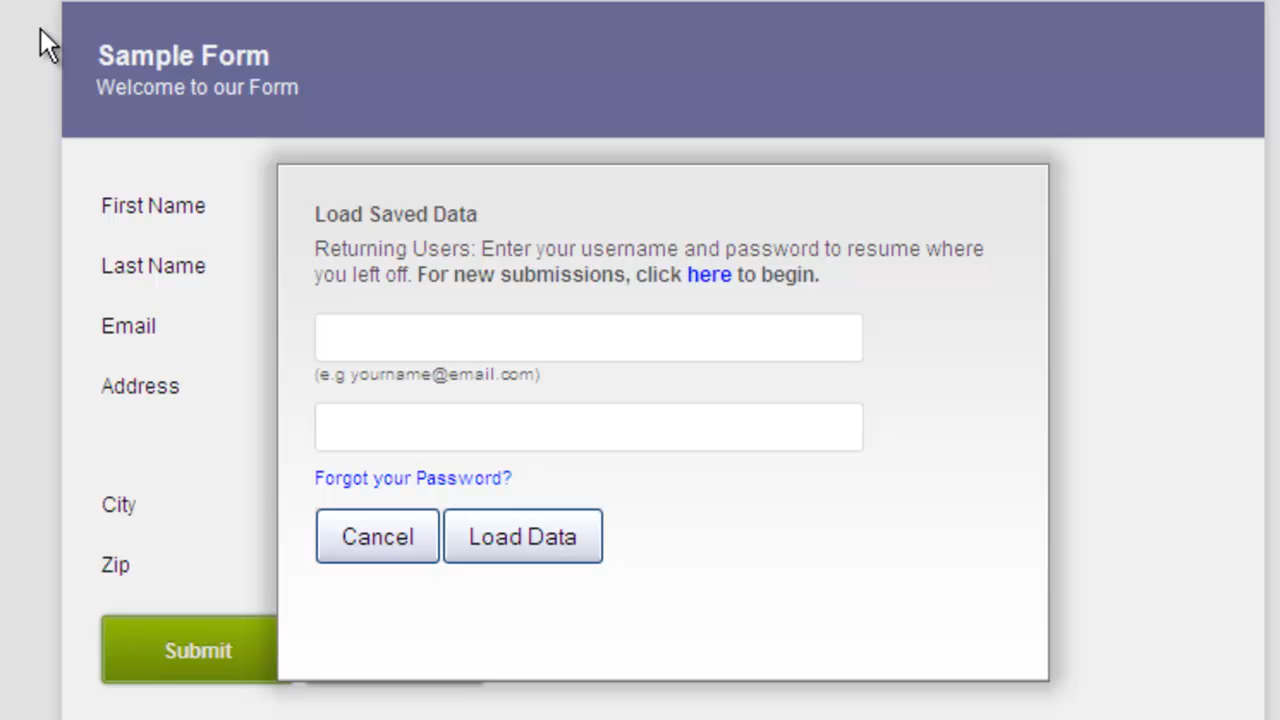 Sample Form
Welcome to our Form
First Name
Last Name
Email
Address
City
Zip
Submit
Load Saved Data
Returning Users: Enter your username and password to resume where
you left off. For new submissions, click here to begin.
(e.g yourname@email.com)
Forgot your Password?
Cancel
Load Data